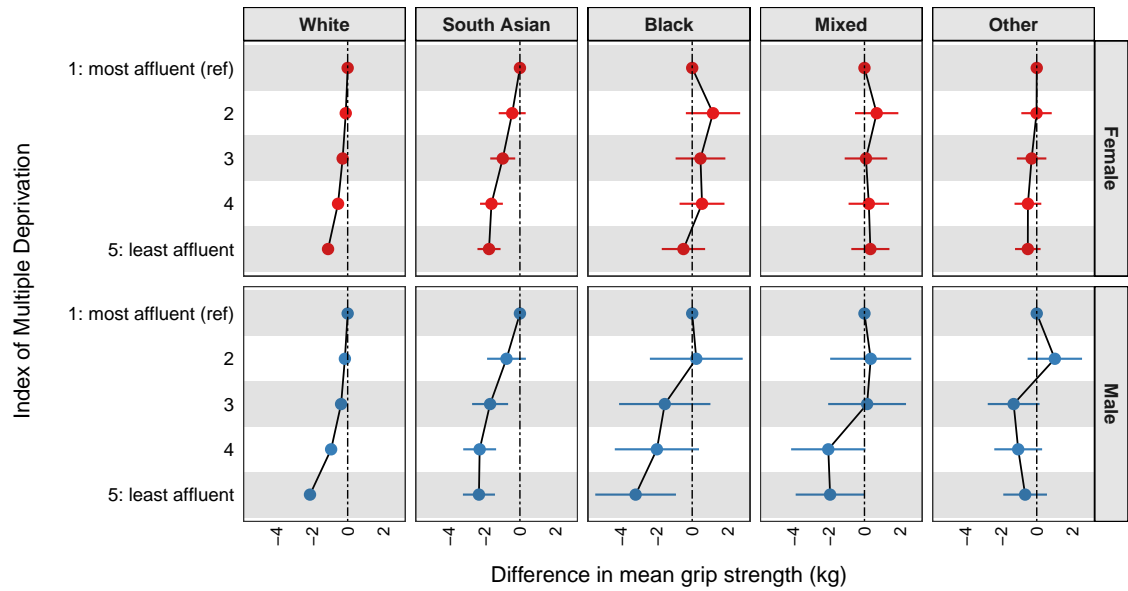 White
South Asian
Black
Mixed
Other
Index of Multiple Deprivation
1: most affluent (ref)
2
3
4
5: least affluent
Female
1: most affluent (ref)
2
3
4
5: least affluent
Male
−4 −2 0 2
−4 −2 0 2
−4 −2 0 2
−4 −2 0 2
−4 −2 0 2
Difference in mean grip strength (kg)